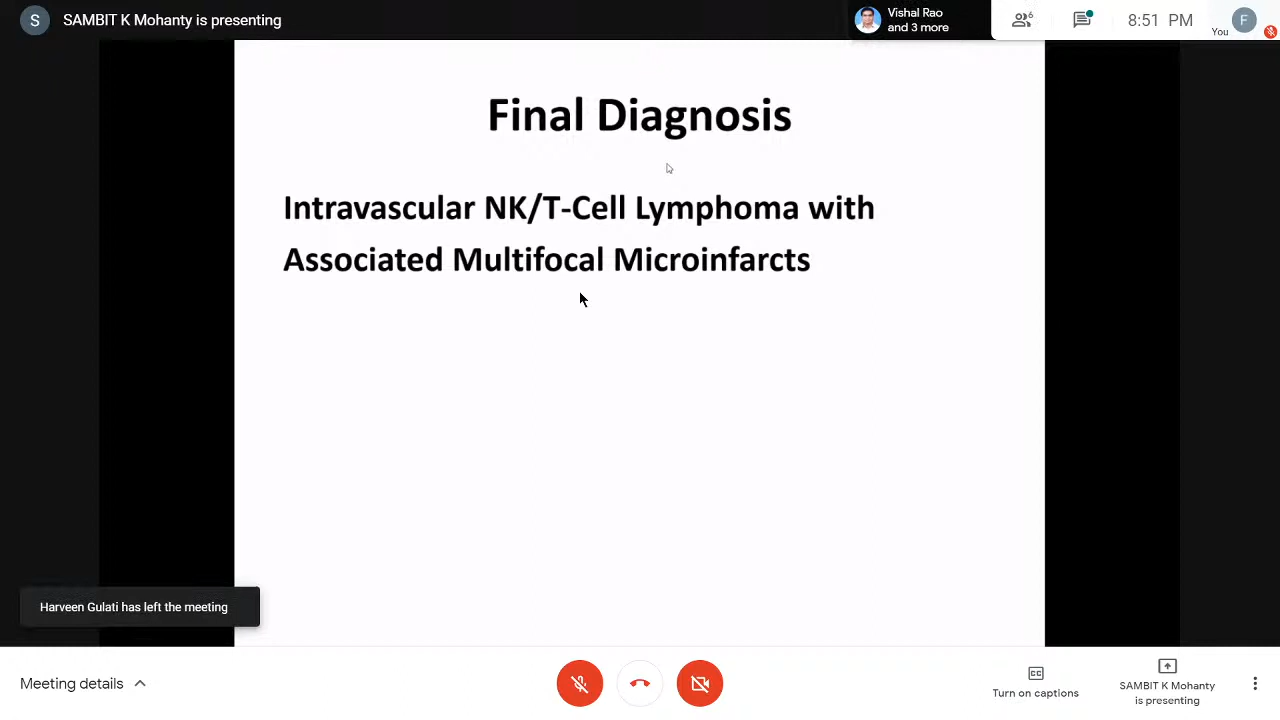 S
SAMBIT K Mohanty is presenting
Vishal Rao
and 3 more
6
8:51 PM
You
F
Final Diagnosis
Intravascular NK/T-Cell Lymphoma with
Associated Multifocal Microinfarcts
Harveen Gulati has left the meeting
Meeting details
CC
Turn on captions
SAMBIT K Mohanty
is presenting